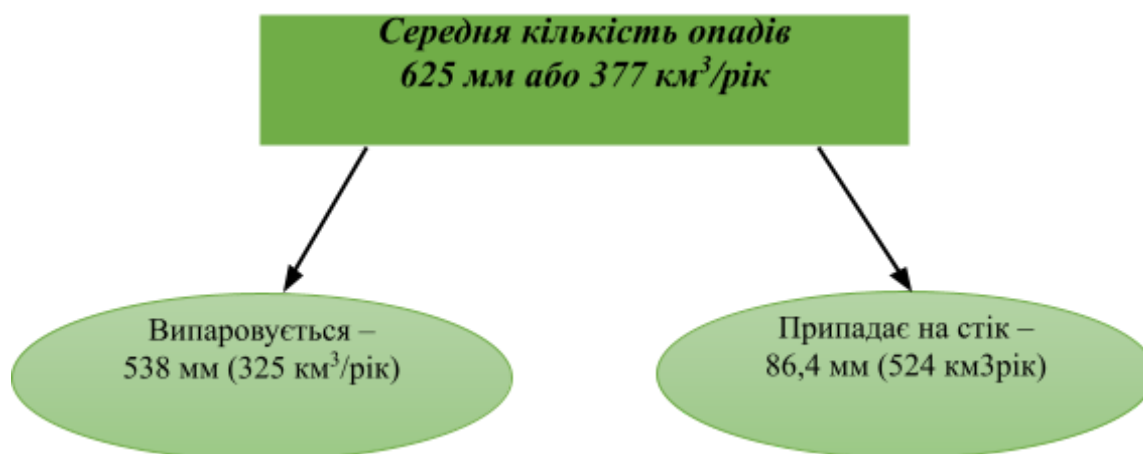 Середня кількість опадів
625 мм або 377 км³/рік
Випаровується –
538 мм (325 км³/рік)
Припадає на стік –
86,4 мм (524 км3рік)